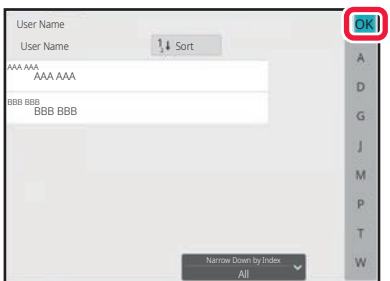 User Name
OK
User Name
Sort
AAA AAA
AAA AAA
BBB BBB
BBB BBB
A
D
G
J
M
P
T
W
Narrow Down by Index
All